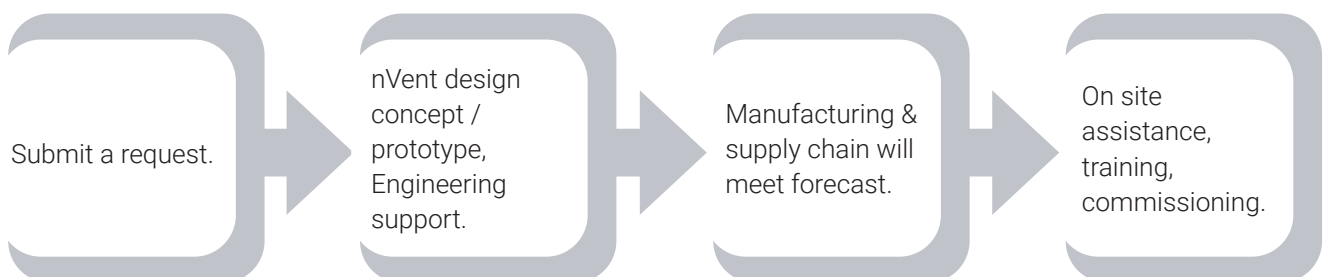 Submit a request.
nVent design
concept /
prototype,
Engineering
support.
Manufacturing &
supply chain will
meet forecast.
On site
assistance,
training,
commissioning.